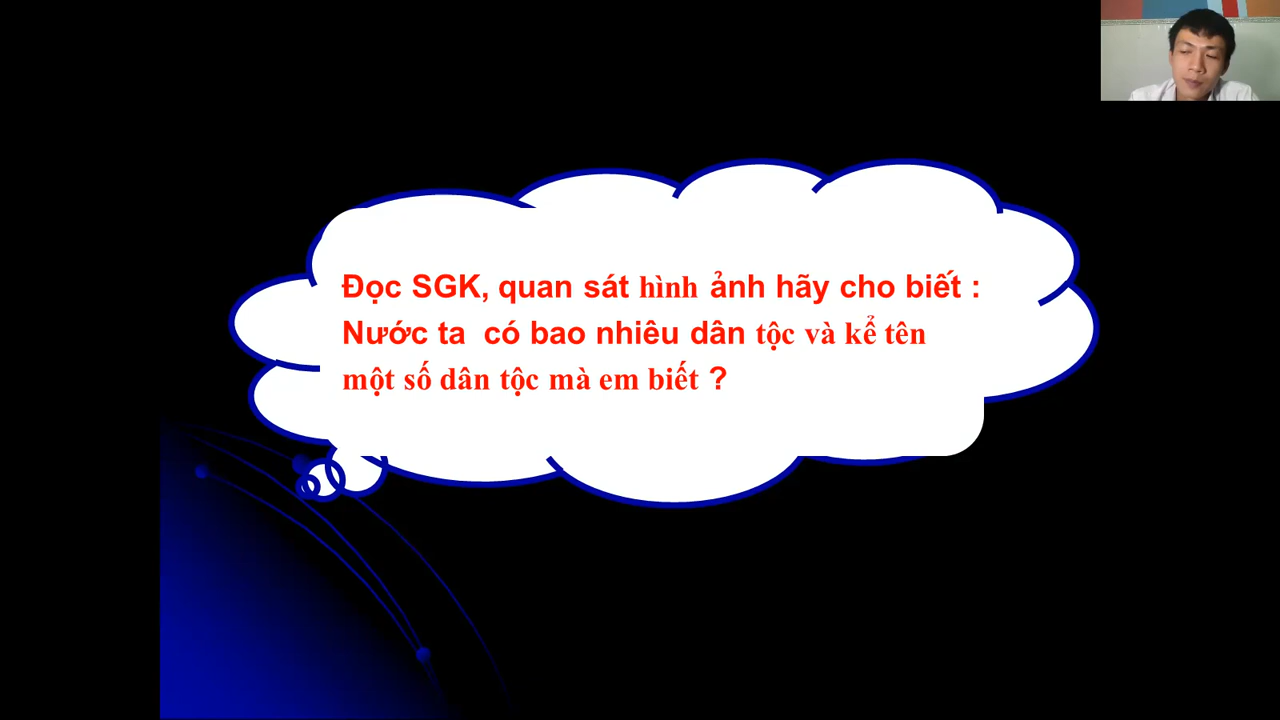 Đọc SGK, quan sát hình ảnh hãy cho biết :
Nước ta có bao nhiêu dân tộc và kể tên
một số dân tộc mà em biết ?